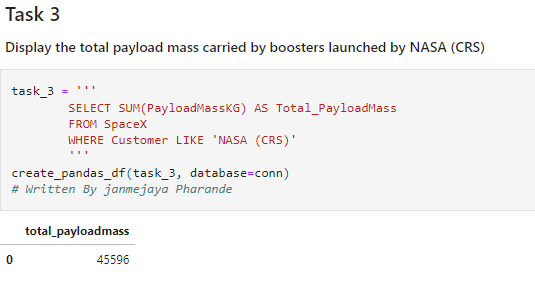 Task 3
Display the total payload mass carried by boosters launched by NASA (CRS)
task_3 = '''
SELECT SUM(PayloadMassKG) AS Total_PayloadMass
FROM SpaceX
WHERE Customer LIKE 'NASA (CRS)'
'''
create_pandas_df(task_3, database=conn)
# Written By janmejaya Pharande
total_payloadmass
0 45596